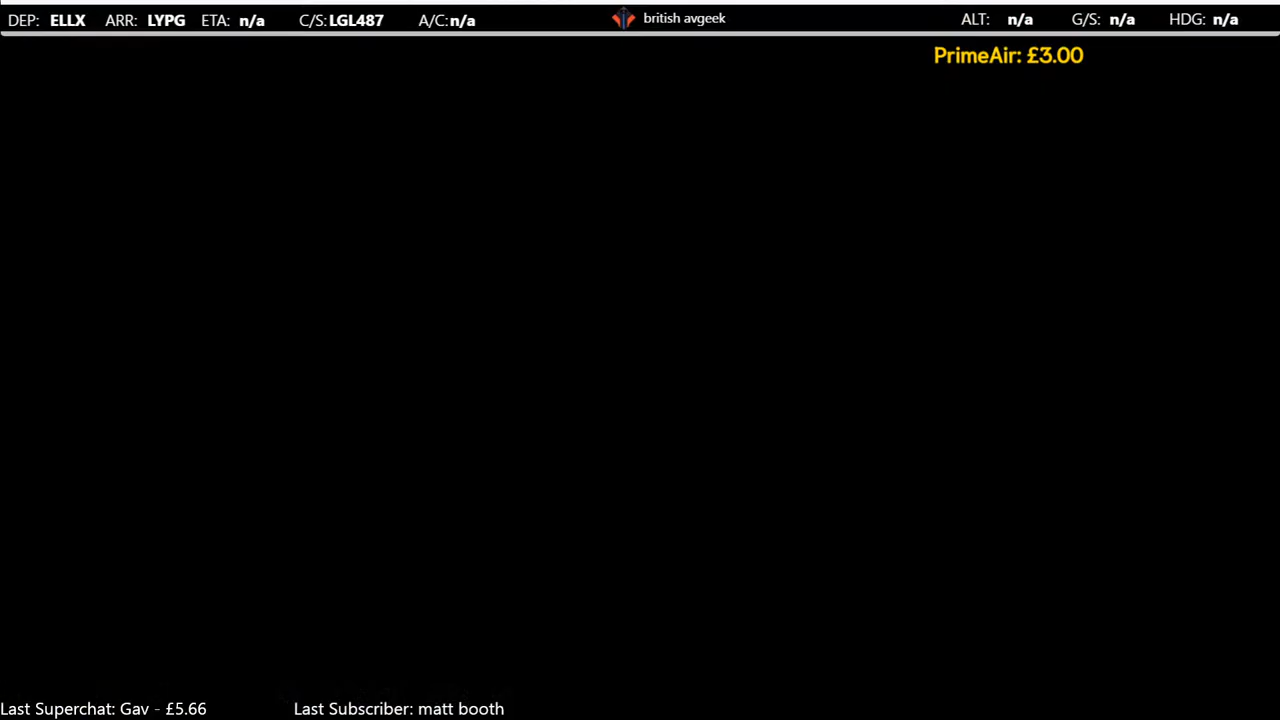 DEP: ELLX ARR: LYPG ETA: n/a C/S:LGL487 A/C:n/a british avgeek ALT: n/a G/S: n/a HDG: n/a
PrimeAir: £3.00
Last Superchat: Gav - £5.66 Last Subscriber: matt booth